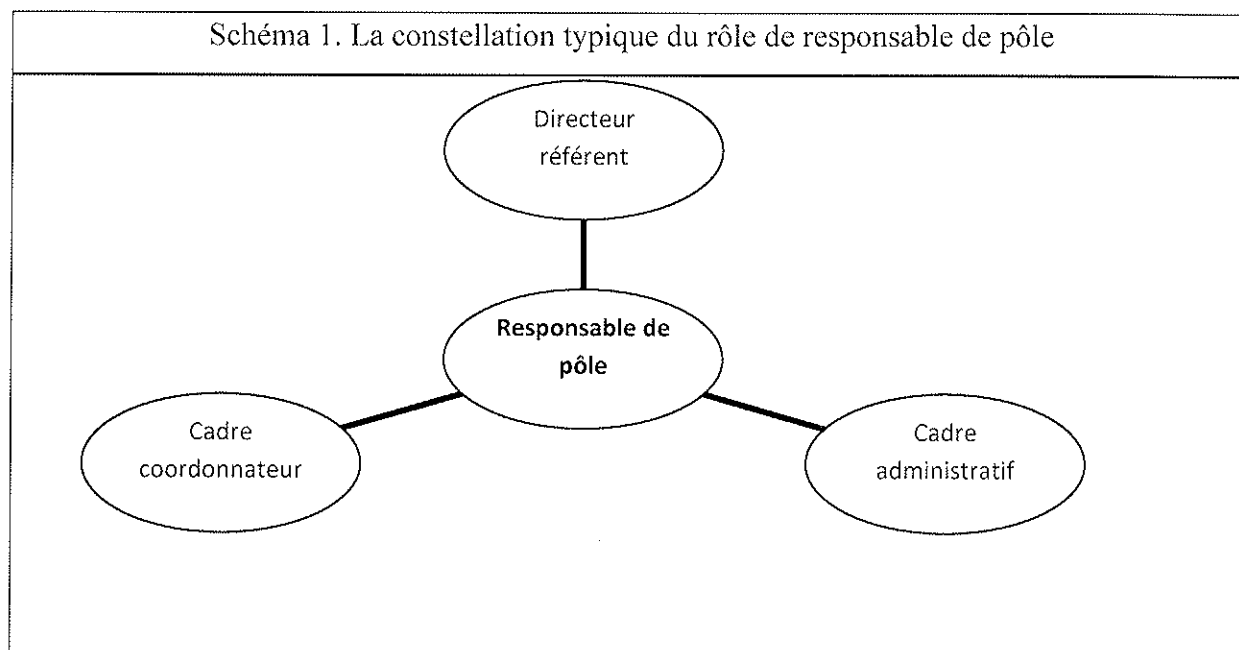 Schéma 1. La constellation typique du rôle de responsable de pôle
Directeur
référent
Responsable de
pôle
Cadre
coordonnateur
Cadre
administratif